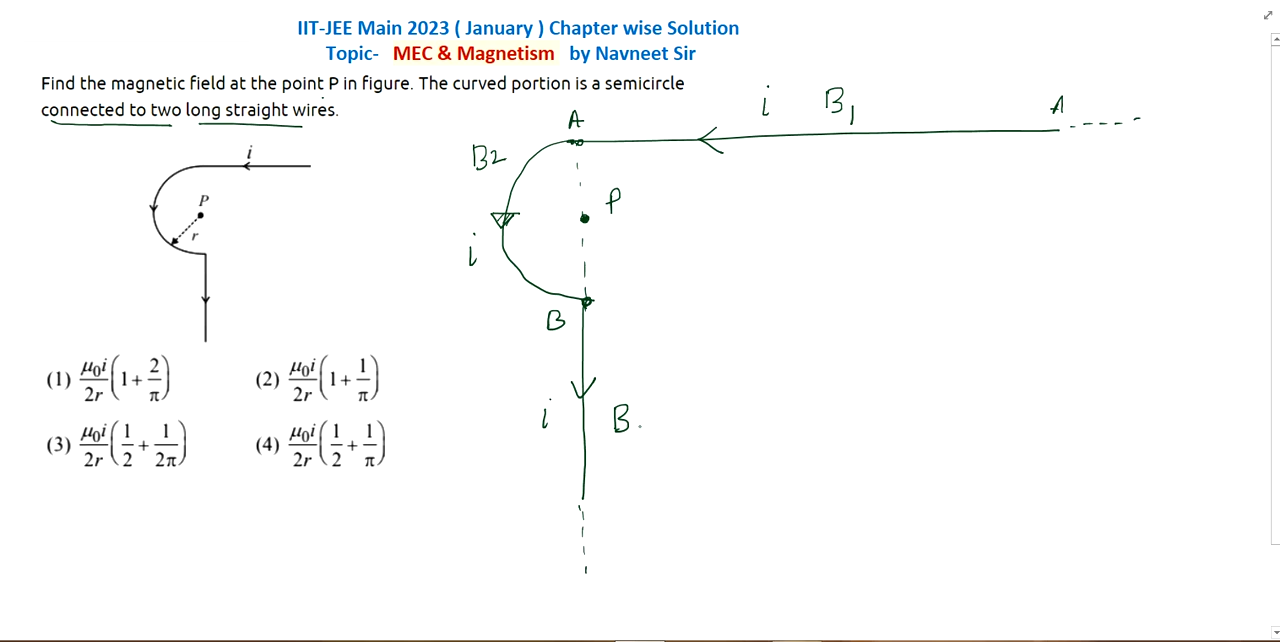 IIT-JEE Main 2023 ( January ) Chapter wise Solution
Topic- MEC & Magnetism by Navneet Sir
Find the magnetic field at the point P in figure. The curved portion is a semicircle
connected to two long straight wires.
i
P
r
(1) μ₀i/2r (1 + 2/π) (2) μ₀i/2r (1 + 1/π)
(3) μ₀i/2r (1/2 + 1/2π) (4) μ₀i/2r (1/2 + 1/π)
i B₁ A
A
B2
P
i
B
i B.